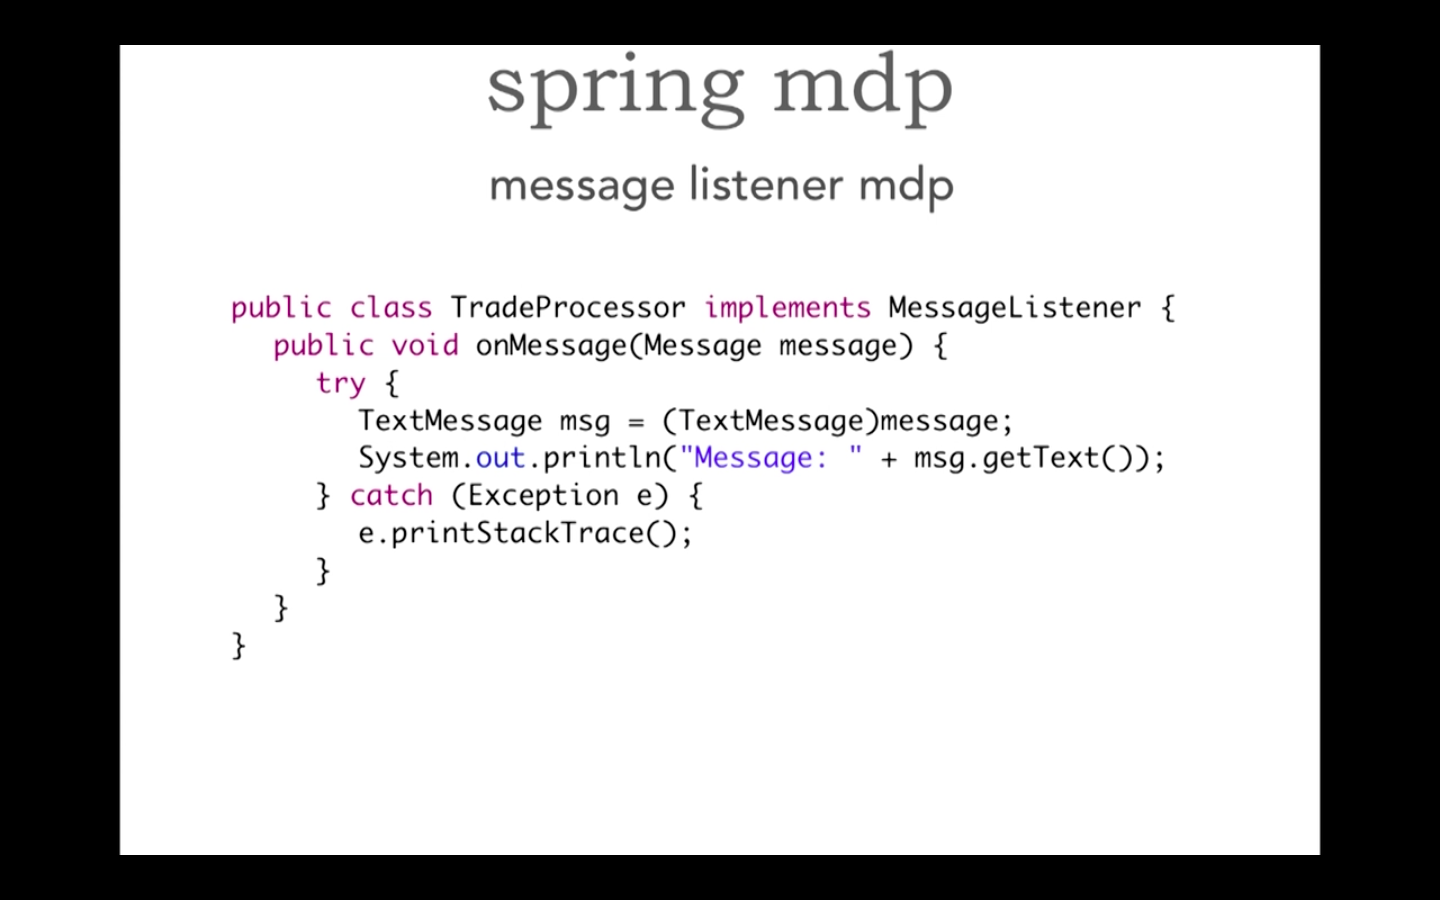 spring mdp
message listener mdp
public class TradeProcessor implements MessageListener {
public void onMessage(Message message) {
try {
TextMessage msg = (TextMessage)message;
System.out.println("Message: " + msg.getText());
} catch (Exception e) {
e.printStackTrace();
}
}
}